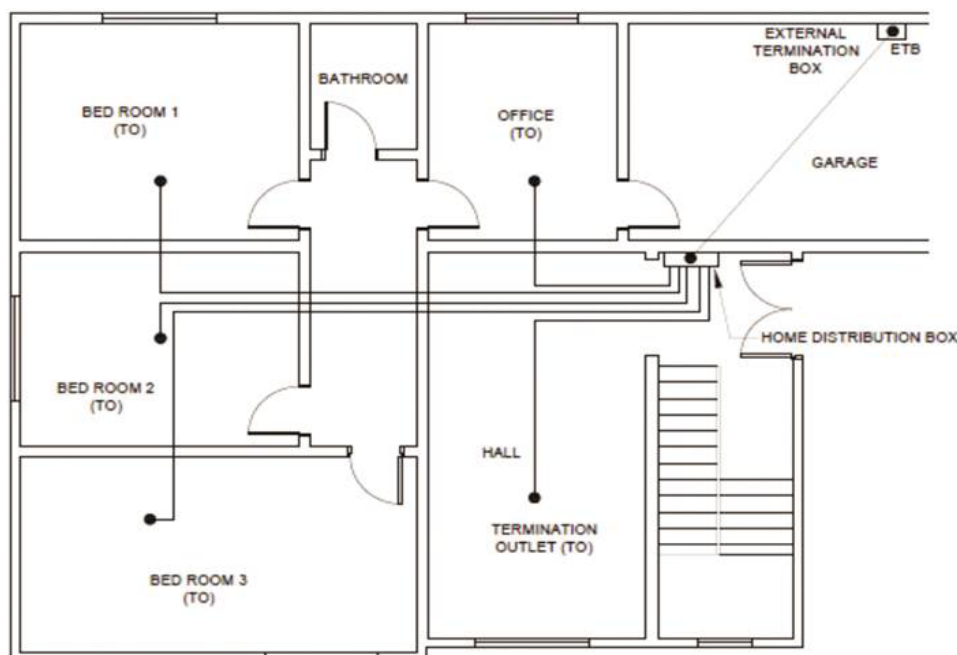 EXTERNAL
TERMINATION
BOX
ETB
BATHROOM
BED ROOM 1
(TO)
OFFICE
(TO)
GARAGE
HOME DISTRIBUTION BOX
BED ROOM 2
(TO)
HALL
TERMINATION
OUTLET (TO)
BED ROOM 3
(TO)